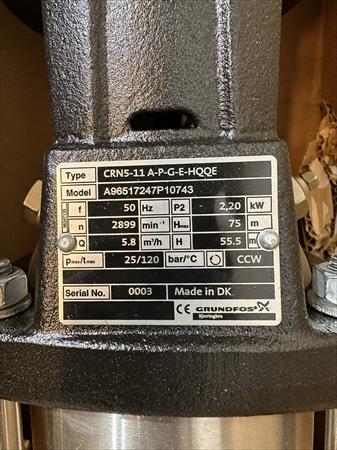 Type CRN5-11 A-P-G-E-HQQE
Model A96517247P10743
f 50 Hz P2 2,20 kW
n 2899 min⁻¹ Hmax 75 m
Q 5.8 m³/h H 55.5 m
pmax/tmax 25/120 bar/°C CCW
Serial No. 0003 Made in DK
CE GRUNDFOS
Bjerringbro